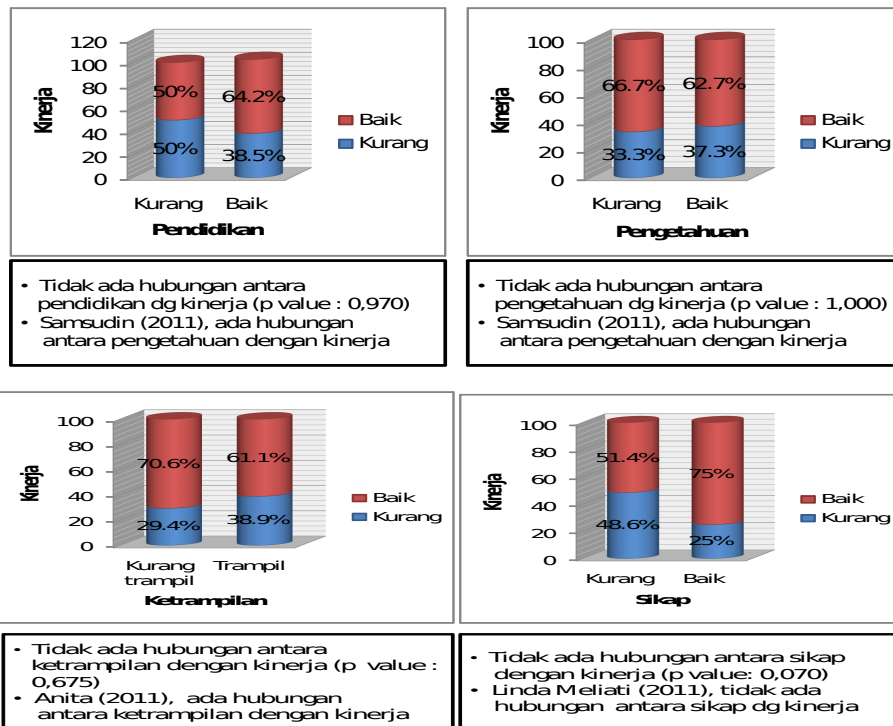 120
100
80
60
40
20
0
Kinerja
50%
64.2%
50%
38.5%
Baik
Kurang
Kurang Baik
Pendidikan
100
80
60
40
20
0
Kinerja
66.7%
62.7%
33.3%
37.3%
Baik
Kurang
Kurang Baik
Pengetahuan
• Tidak ada hubungan antara
pendidikan dg kinerja (p value : 0,970)
• Samsudin (2011), ada hubungan
antara pengetahuan dengan kinerja
• Tidak ada hubungan antara
pengetahuan dg kinerja (p value : 1,000)
• Samsudin (2011), ada hubungan
antara pengetahuan dengan kinerja
100
80
60
40
20
0
Kinerja
70.6%
61.1%
29.4%
38.9%
Baik
Kurang
Kurang Trampil
trampil
Ketrampilan
100
80
60
40
20
0
Kinerja
51.4%
75%
48.6%
25%
Baik
Kurang
Kurang Baik
Sikap
• Tidak ada hubungan antara
ketrampilan dengan kinerja (p value :
0,675)
• Anita (2011), ada hubungan
antara ketrampilan dengan kinerja
• Tidak ada hubungan antara sikap
dengan kinerja (p value: 0,070)
• Linda Meliati (2011), tidak ada
hubungan antara sikap dg kinerja